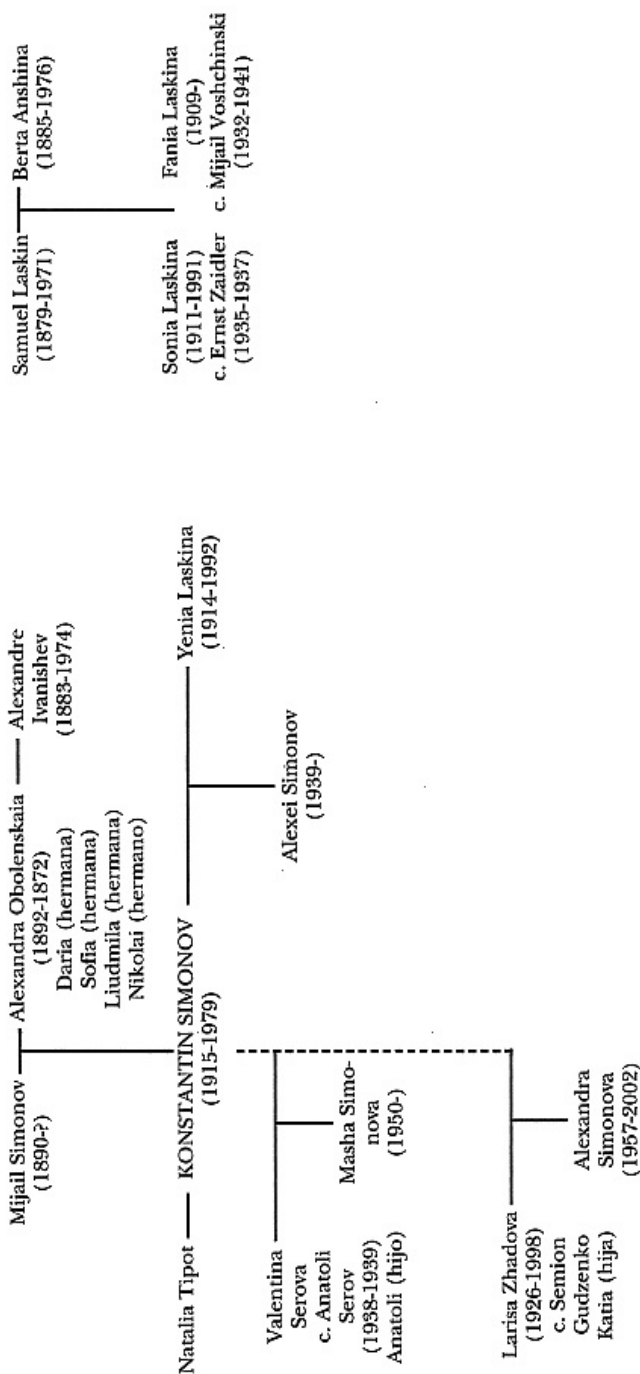 Mijail Simonov
(1890-?)
Alexandra Obolenskaia
(1892-1872)
Daria (hermana)
Sofia (hermana)
Liudmila (hermana)
Nikolai (hermano)
Alexandre
Ivanishev
(1883-1974)
Samuel Laskin
(1879-1971)
Berta Anshina
(1885-1976)
Natalia Tipot
KONSTANTIN SIMONOV
(1915-1979)
Yenia Laskina
(1914-1992)
Sonia Laskina
(1911-1991)
c. Ernst Zaidler
(1935-1937)
Fania Laskina
(1909-)
c. Mijail Voshchinski
(1932-1941)
Valentina
Serova
c. Anatoli
Serov
(1938-1939)
Anatoli (hijo)
Masha Simo-
nova
(1950-)
Alexei Simonov
(1939-)
Larisa Zhadova
(1926-1998)
c. Semion
Gudzenko
Katia (hija)
Alexandra
Simonova
(1957-2002)